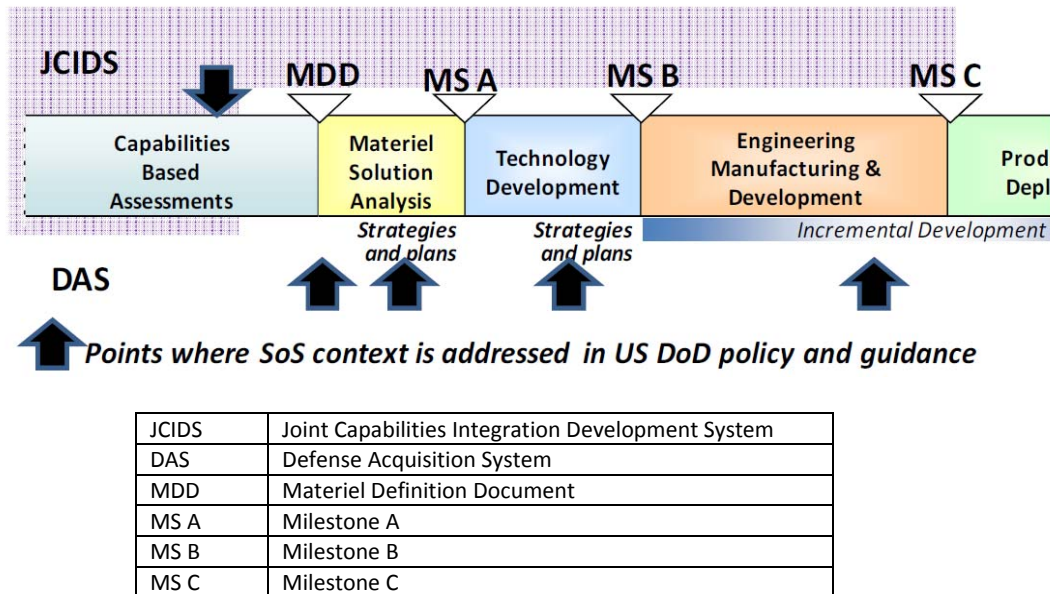 JCIDS
MDD
MS A
MS B
MS C
Capabilities
Based
Assessments
Materiel
Solution
Analysis
Technology
Development
Engineering
Manufacturing &
Development
Prod
Depl
Strategies
and plans
Strategies
and plans
Incremental Development
DAS
Points where SoS context is addressed in US DoD policy and guidance
JCIDS Joint Capabilities Integration Development System
DAS Defense Acquisition System
MDD Materiel Definition Document
MS A Milestone A
MS B Milestone B
MS C Milestone C